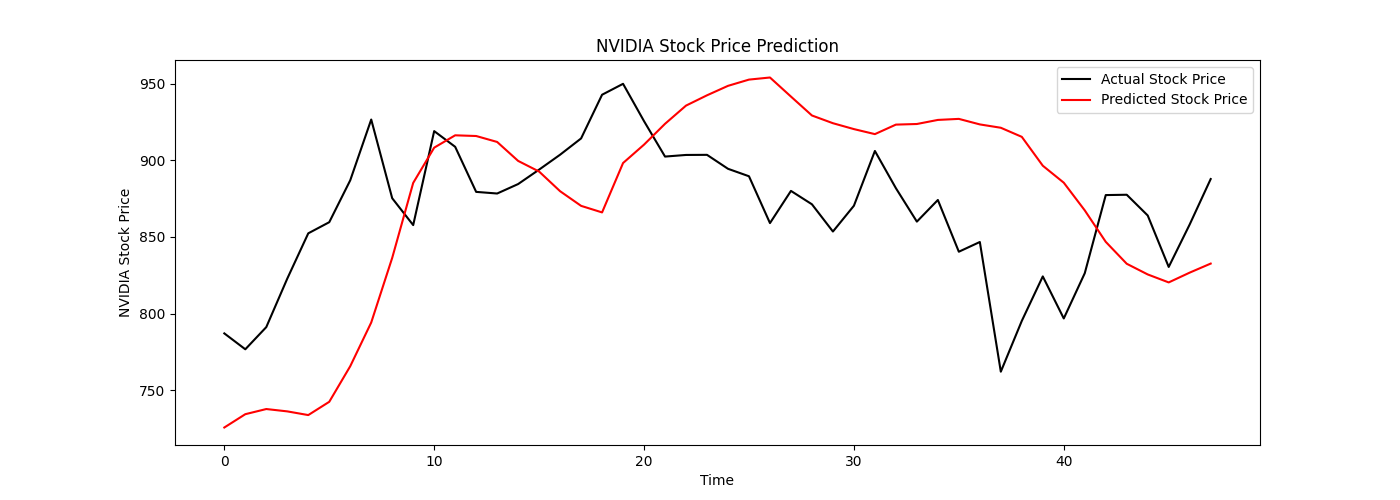 NVIDIA Stock Price Prediction
Actual Stock Price
Predicted Stock Price
NVIDIA Stock Price
950
900
850
800
750
0 10 20 30 40
Time